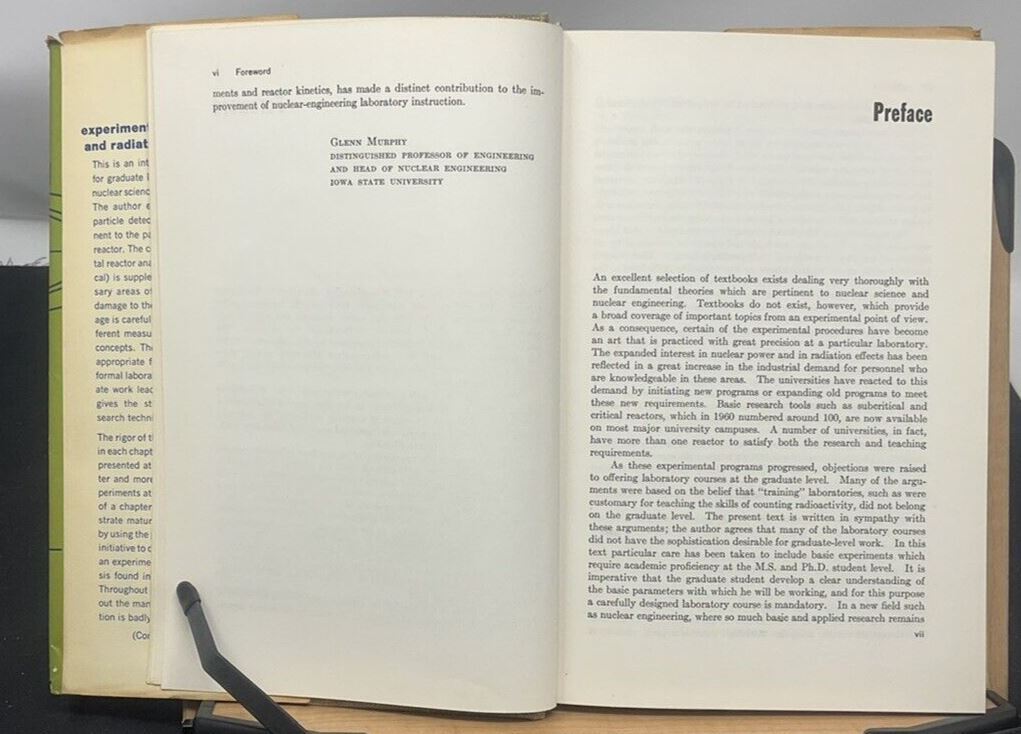 experiment
and radiat
This is an int
for graduate l
nuclear scienc
The author e
particle detec
nent to the pa
reactor. The c
tal reactor ana
cal) is supple
sary areas of
damage to the
age is careful
ferent measu
concepts. The
appropriate f
formal labora
ate work leac
gives the st
search techni
The rigor of t
in each chapt
presented at
ter and more
periments at
of a chapter
strate matur
by using the
initiative to c
an experime
sis found in
Throughout
out the man
tion is badly
(Cor
vi Foreword
ments and reactor kinetics, has made a distinct contribution to the im-
provement of nuclear-engineering laboratory instruction.
GLENN MURPHY
DISTINGUISHED PROFESSOR OF ENGINEERING
AND HEAD OF NUCLEAR ENGINEERING
IOWA STATE UNIVERSITY
Preface
An excellent selection of textbooks exists dealing very thoroughly with
the fundamental theories which are pertinent to nuclear science and
nuclear engineering. Textbooks do not exist, however, which provide
a broad coverage of important topics from an experimental point of view.
As a consequence, certain of the experimental procedures have become
an art that is practiced with great precision at a particular laboratory.
The expanded interest in nuclear power and in radiation effects has been
reflected in a great increase in the industrial demand for personnel who
are knowledgeable in these areas. The universities have reacted to this
demand by initiating new programs or expanding old programs to meet
these new requirements. Basic research tools such as subcritical and
critical reactors, which in 1960 numbered around 100, are now available
on most major university campuses. A number of universities, in fact,
have more than one reactor to satisfy both the research and teaching
requirements.
As these experimental programs progressed, objections were raised
to offering laboratory courses at the graduate level. Many of the argu-
ments were based on the belief that "training" laboratories, such as were
customary for teaching the skills of counting radioactivity, did not belong
on the graduate level. The present text is written in sympathy with
these arguments; the author agrees that many of the laboratory courses
did not have the sophistication desirable for graduate-level work. In this
text particular care has been taken to include basic experiments which
require academic proficiency at the M.S. and Ph.D. student level. It is
imperative that the graduate student develop a clear understanding of
the basic parameters with which he will be working, and for this purpose
a carefully designed laboratory course is mandatory. In a new field such
as nuclear engineering, where so much basic and applied research remains
vii